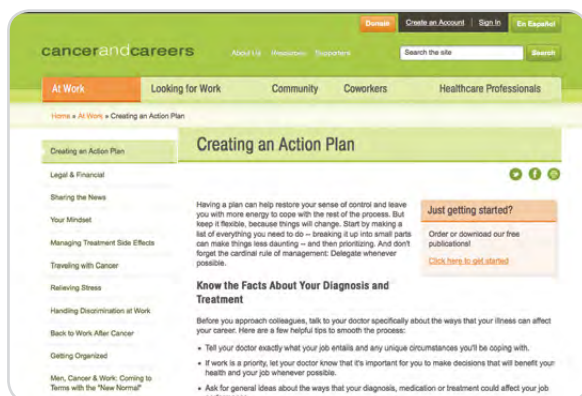 Donate
Create an Account | Sign In
En Español
cancerandcareers
About Us Resources Supporters
Search the site
Search
At Work
Looking for Work
Community
Coworkers
Healthcare Professionals
Home » At Work » Creating an Action Plan
Creating an Action Plan
Legal & Financial
Sharing the News
Your Mindset
Managing Treatment Side Effects
Traveling with Cancer
Relieving Stress
Handling Discrimination at Work
Back to Work After Cancer
Getting Organized
Men, Cancer & Work: Coming to
Terms with the "New Normal"
Creating an Action Plan
Having a plan can help restore your sense of control and leave
you with more energy to cope with the rest of the process. But
keep it flexible, because things will change. Start by making a
list of everything you need to do -- breaking it up into small parts
can make things less daunting -- and then prioritizing. And don't
forget the cardinal rule of management: Delegate whenever
possible.
Just getting started?
Order or download our free
publications!
Click here to get started
Know the Facts About Your Diagnosis and
Treatment
Before you approach colleagues, talk to your doctor specifically about the ways that your illness can affect
your career. Here are a few helpful tips to smooth the process:
• Tell your doctor exactly what your job entails and any unique circumstances you'll be coping with.
• If work is a priority, let your doctor know that it's important for you to make decisions that will benefit your
health and your job whenever possible.
• Ask for general ideas about the ways that your diagnosis, medication or treatment could affect your job